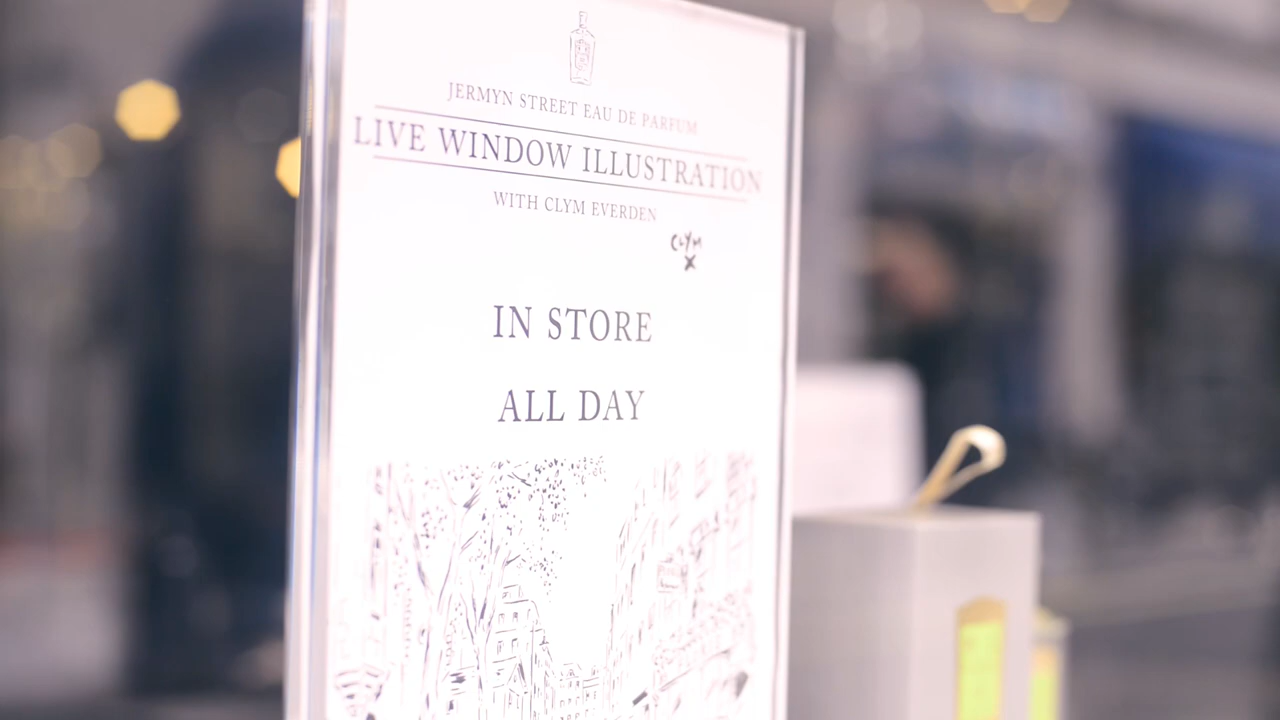 JERMYN STREET EAU DE PARFUM
LIVE WINDOW ILLUSTRATION
WITH CLYM EVERDEN
CLYM
X
IN STORE
ALL DAY